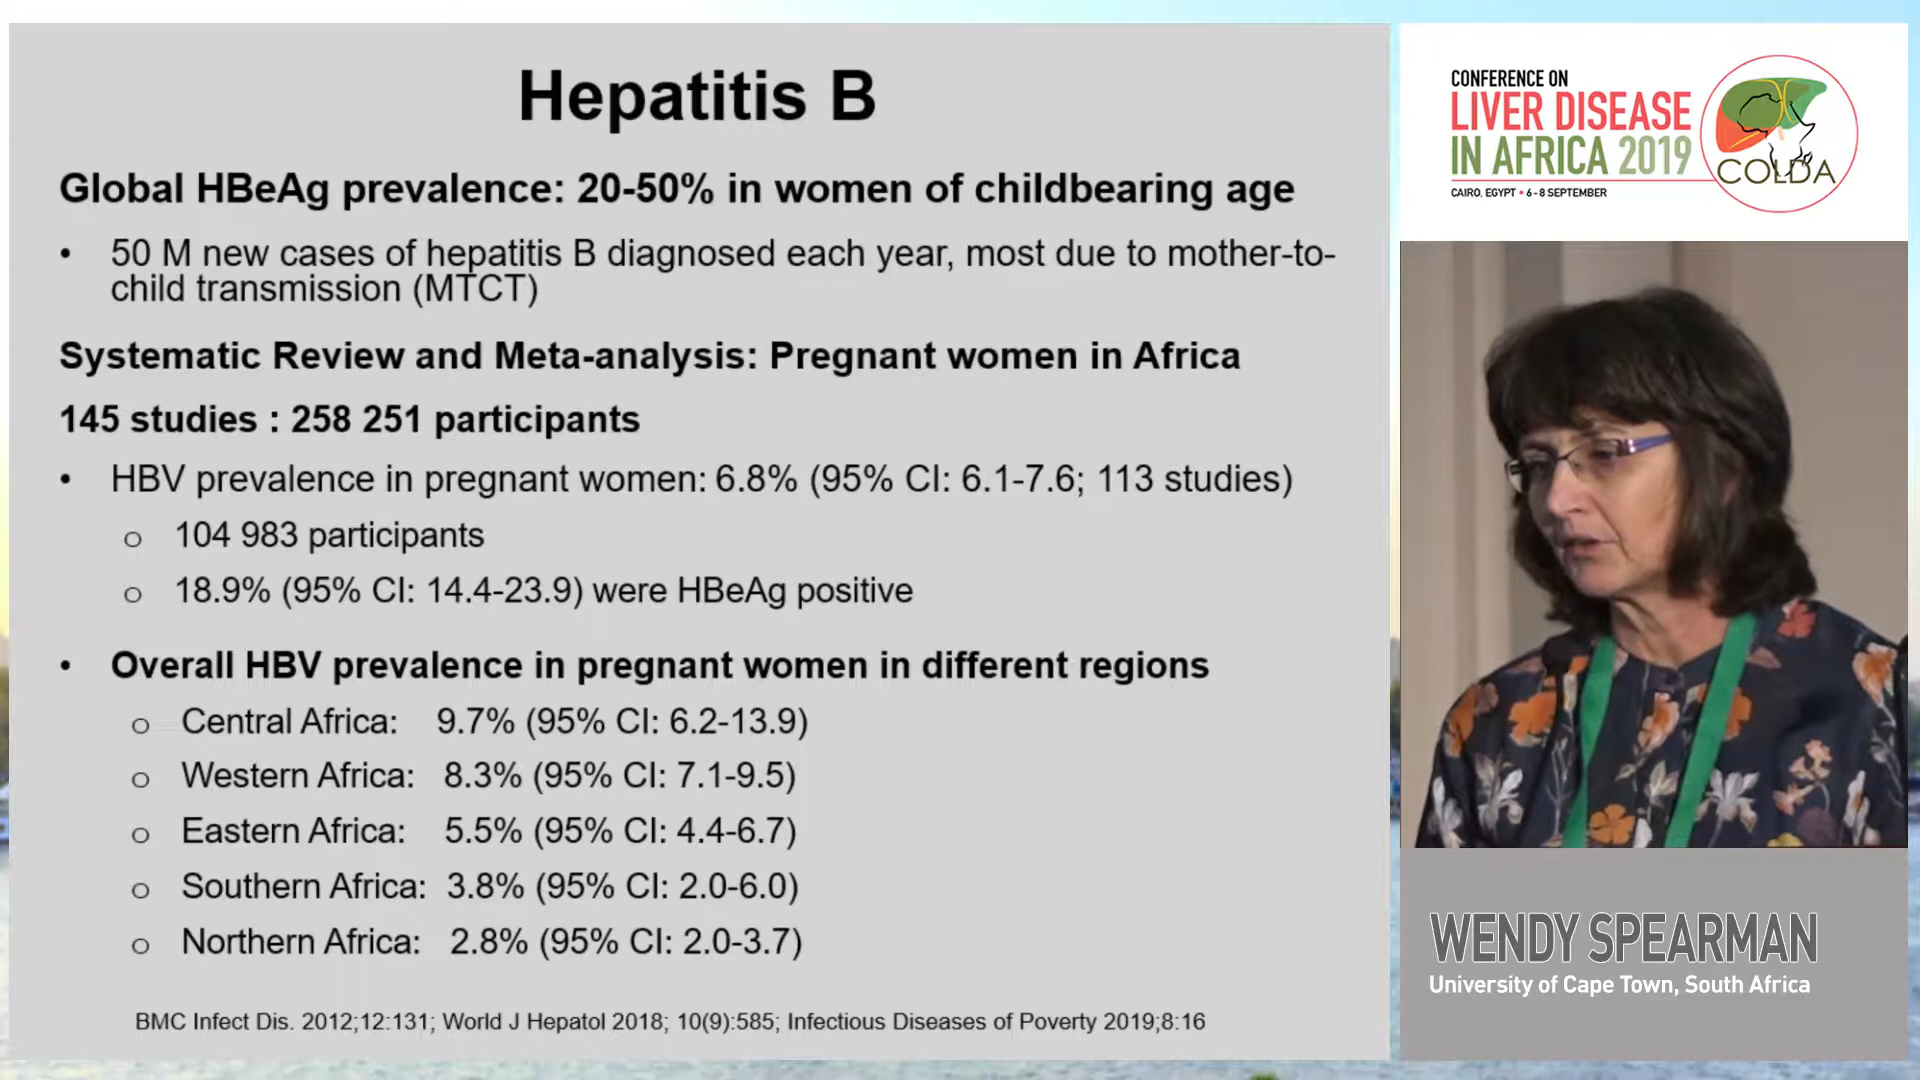 Hepatitis B
Global HBeAg prevalence: 20-50% in women of childbearing age
• 50 M new cases of hepatitis B diagnosed each year, most due to mother-to-
child transmission (MTCT)
Systematic Review and Meta-analysis: Pregnant women in Africa
145 studies : 258 251 participants
• HBV prevalence in pregnant women: 6.8% (95% CI: 6.1-7.6; 113 studies)
o 104 983 participants
o 18.9% (95% CI: 14.4-23.9) were HBeAg positive
• Overall HBV prevalence in pregnant women in different regions
o Central Africa: 9.7% (95% CI: 6.2-13.9)
o Western Africa: 8.3% (95% CI: 7.1-9.5)
o Eastern Africa: 5.5% (95% CI: 4.4-6.7)
o Southern Africa: 3.8% (95% CI: 2.0-6.0)
o Northern Africa: 2.8% (95% CI: 2.0-3.7)
BMC Infect Dis. 2012;12:131; World J Hepatol 2018; 10(9):585; Infectious Diseases of Poverty 2019;8:16
CONFERENCE ON
LIVER DISEASE
IN AFRICA 2019
CAIRO, EGYPT • 6 - 8 SEPTEMBER
COLDA
WENDY SPEARMAN
University of Cape Town, South Africa